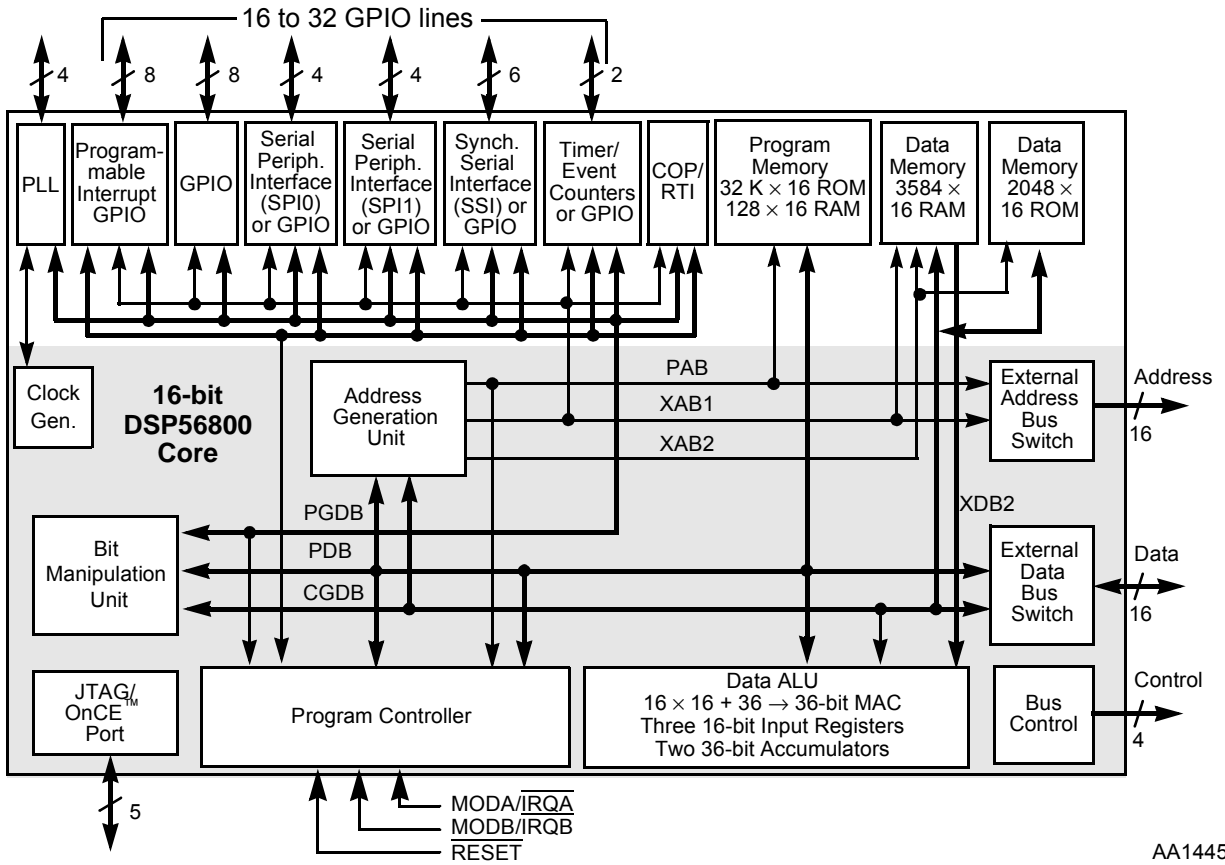 16 to 32 GPIO lines
4
8
8
4
4
6
2
PLL
Program-
mable
Interrupt
GPIO
GPIO
Serial
Periph.
Interface
(SPI0)
or GPIO
Serial
Periph.
Interface
(SPI1)
or GPIO
Synch.
Serial
Interface
(SSI) or
GPIO
Timer/
Event
Counters
or GPIO
COP/
RTI
Program
Memory
32 K × 16 ROM
128 × 16 RAM
Data
Memory
3584 ×
16 RAM
Data
Memory
2048 ×
16 ROM
Clock
Gen.
16-bit
DSP56800
Core
Address
Generation
Unit
PAB
XAB1
XAB2
External
Address
Bus
Switch
Address
16
PGDB
PDB
CGDB
XDB2
Bit
Manipulation
Unit
External
Data
Bus
Switch
Data
16
JTAG/
OnCE™
Port
Program Controller
Data ALU
16 × 16 + 36 → 36-bit MAC
Three 16-bit Input Registers
Two 36-bit Accumulators
Bus
Control
Control
4
5
MODA/IRQA
MODB/IRQB
RESET
AA1445